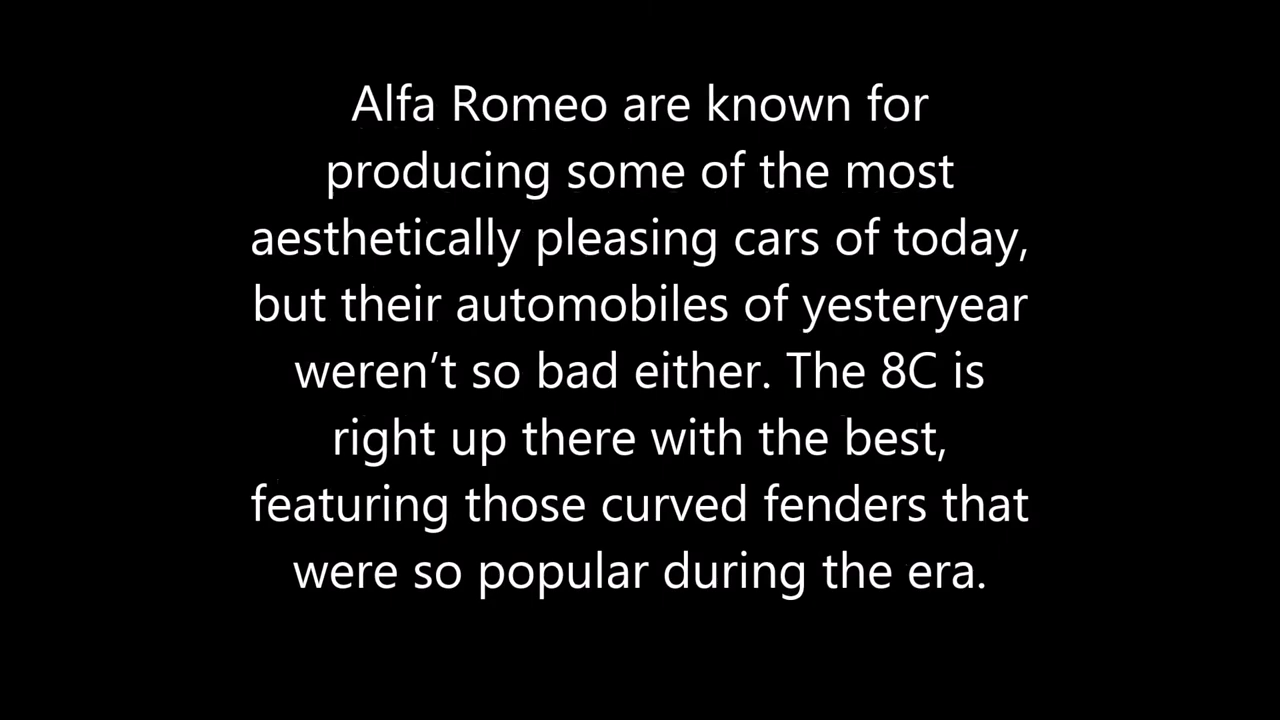 Alfa Romeo are known for
producing some of the most
aesthetically pleasing cars of today,
but their automobiles of yesteryear
weren’t so bad either. The 8C is
right up there with the best,
featuring those curved fenders that
were so popular during the era.